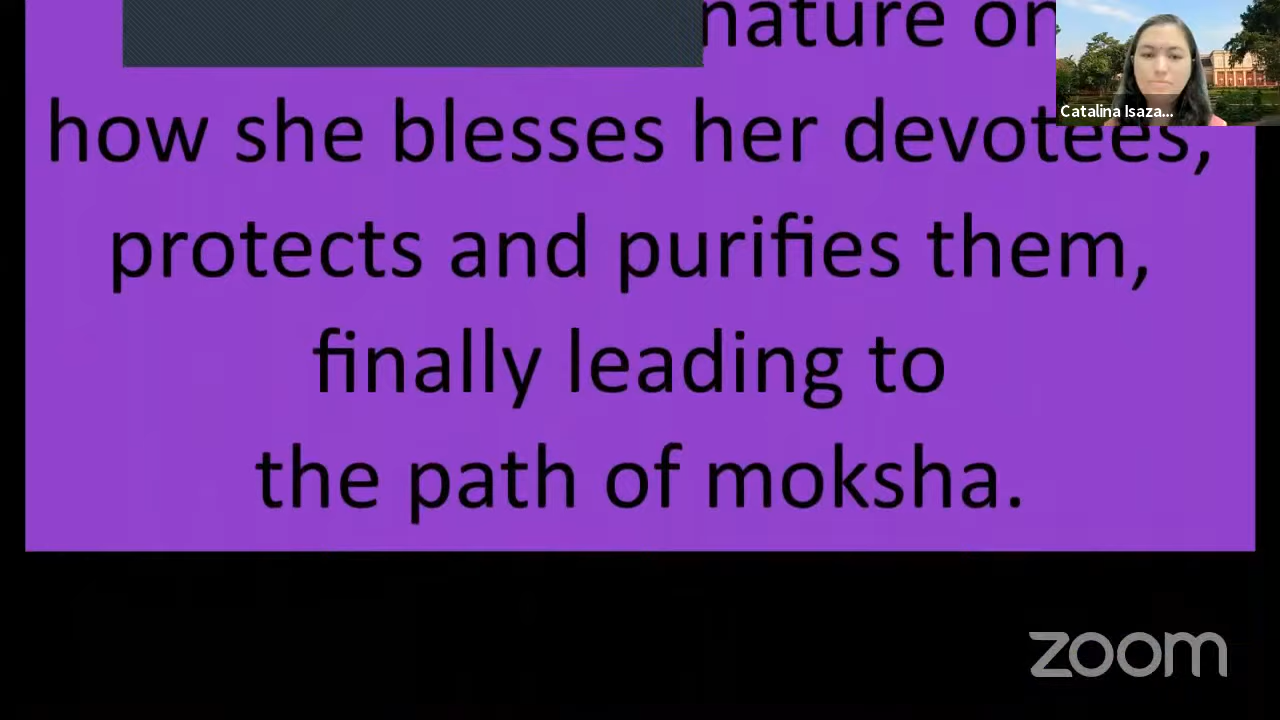 nature on
Catalina Isaza...
how she blesses her devotees,
protects and purifies them,
finally leading to
the path of moksha.
zoom